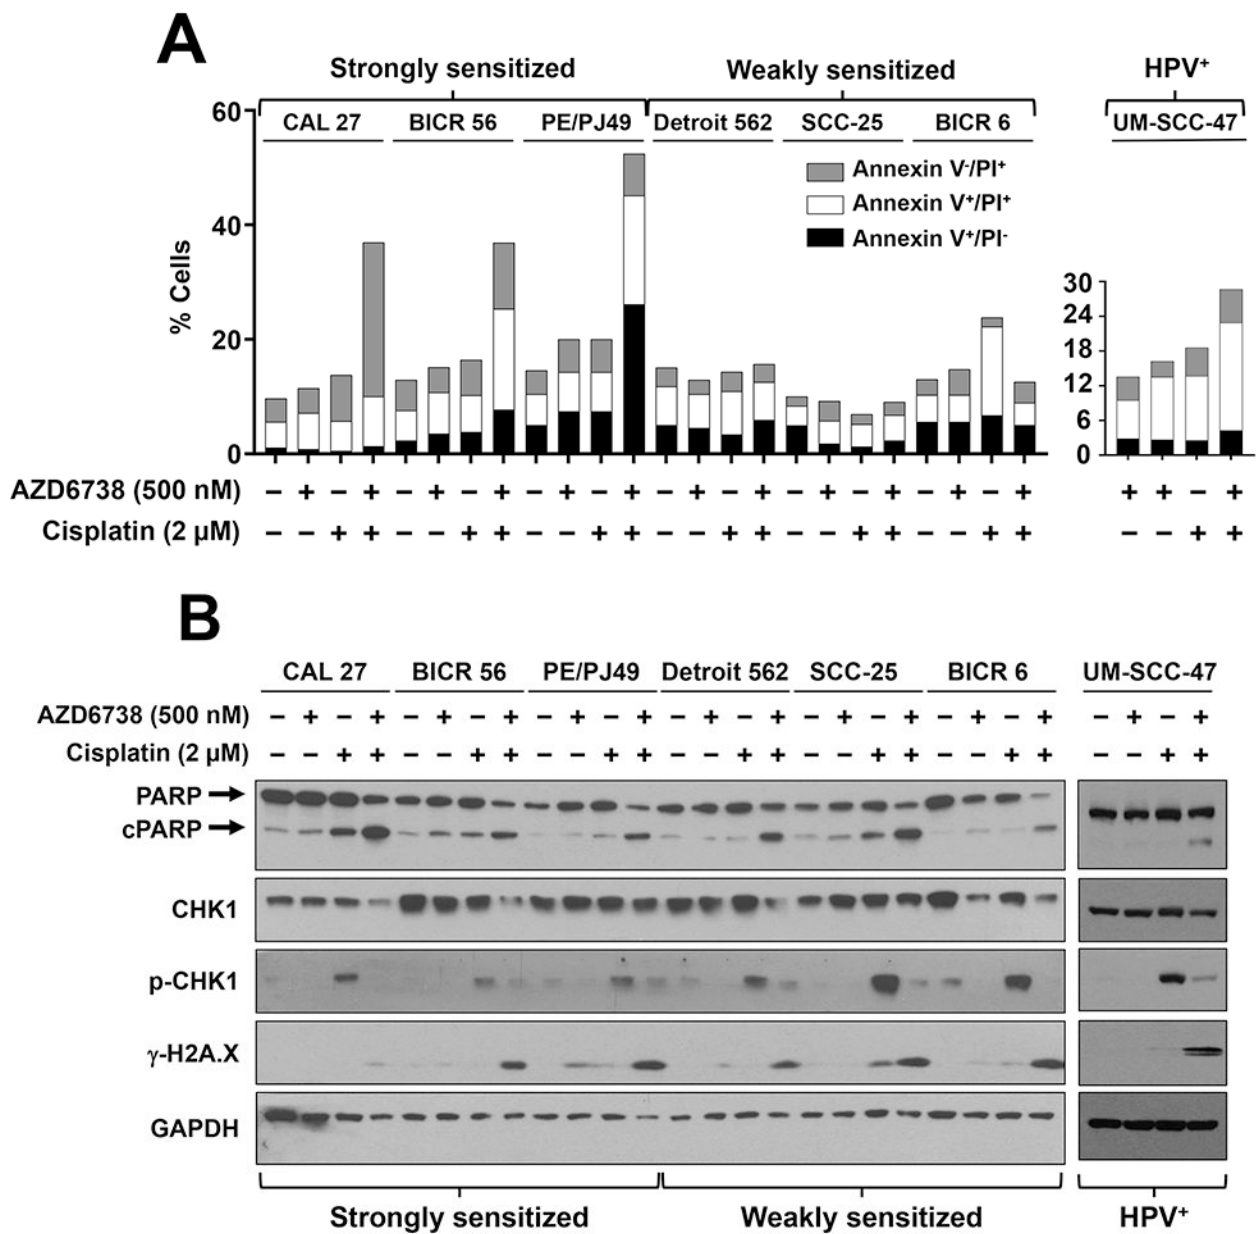 A
Strongly sensitized Weakly sensitized HPV⁺
CAL 27 BICR 56 PE/PJ49 Detroit 562 SCC-25 BICR 6 UM-SCC-47
Annexin V⁻/PI⁺
Annexin V⁺/PI⁺
Annexin V⁺/PI⁻
% Cells
60
40
20
0
30
24
18
12
6
0
AZD6738 (500 nM) − + − + − + − + − + − + − + − + − + − + − + − + + + − +
Cisplatin (2 µM) − − + + − − + + − − + + − − + + − − + + − − + + − − + +
B
CAL 27 BICR 56 PE/PJ49 Detroit 562 SCC-25 BICR 6 UM-SCC-47
AZD6738 (500 nM) − + − + − + − + − + − + − + − + − + − + − + − + − + − +
Cisplatin (2 µM) − − + + − − + + − − + + − − + + − − + + − − + + − − + +
PARP
cPARP
CHK1
p-CHK1
γ-H2A.X
GAPDH
Strongly sensitized Weakly sensitized HPV⁺